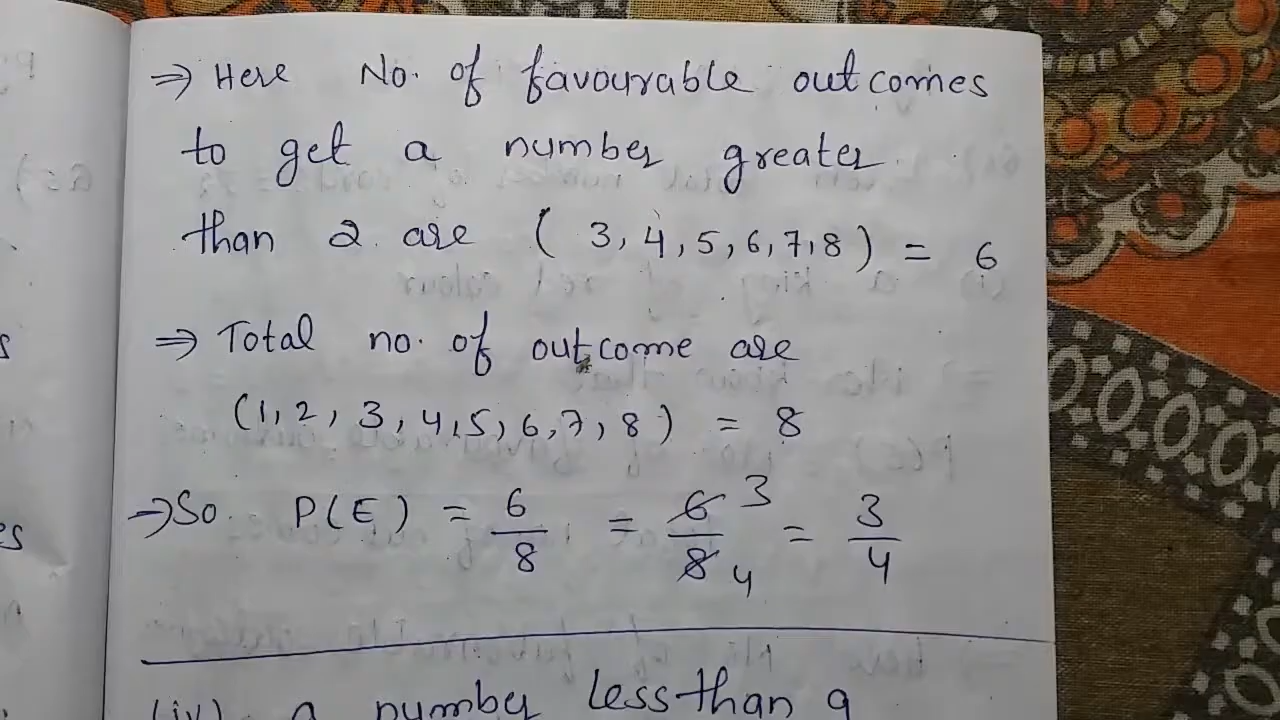 ⇒ Here No. of favourable outcomes
to get a number greater
than 2 are ( 3, 4, 5, 6, 7, 8 ) = 6
⇒ Total no. of outcome are
(1, 2, 3, 4, 5, 6, 7, 8 ) = 8
→ So. P(E) = 6/8 = 6/8 3/4 = 3/4
(iv) a number less than 9